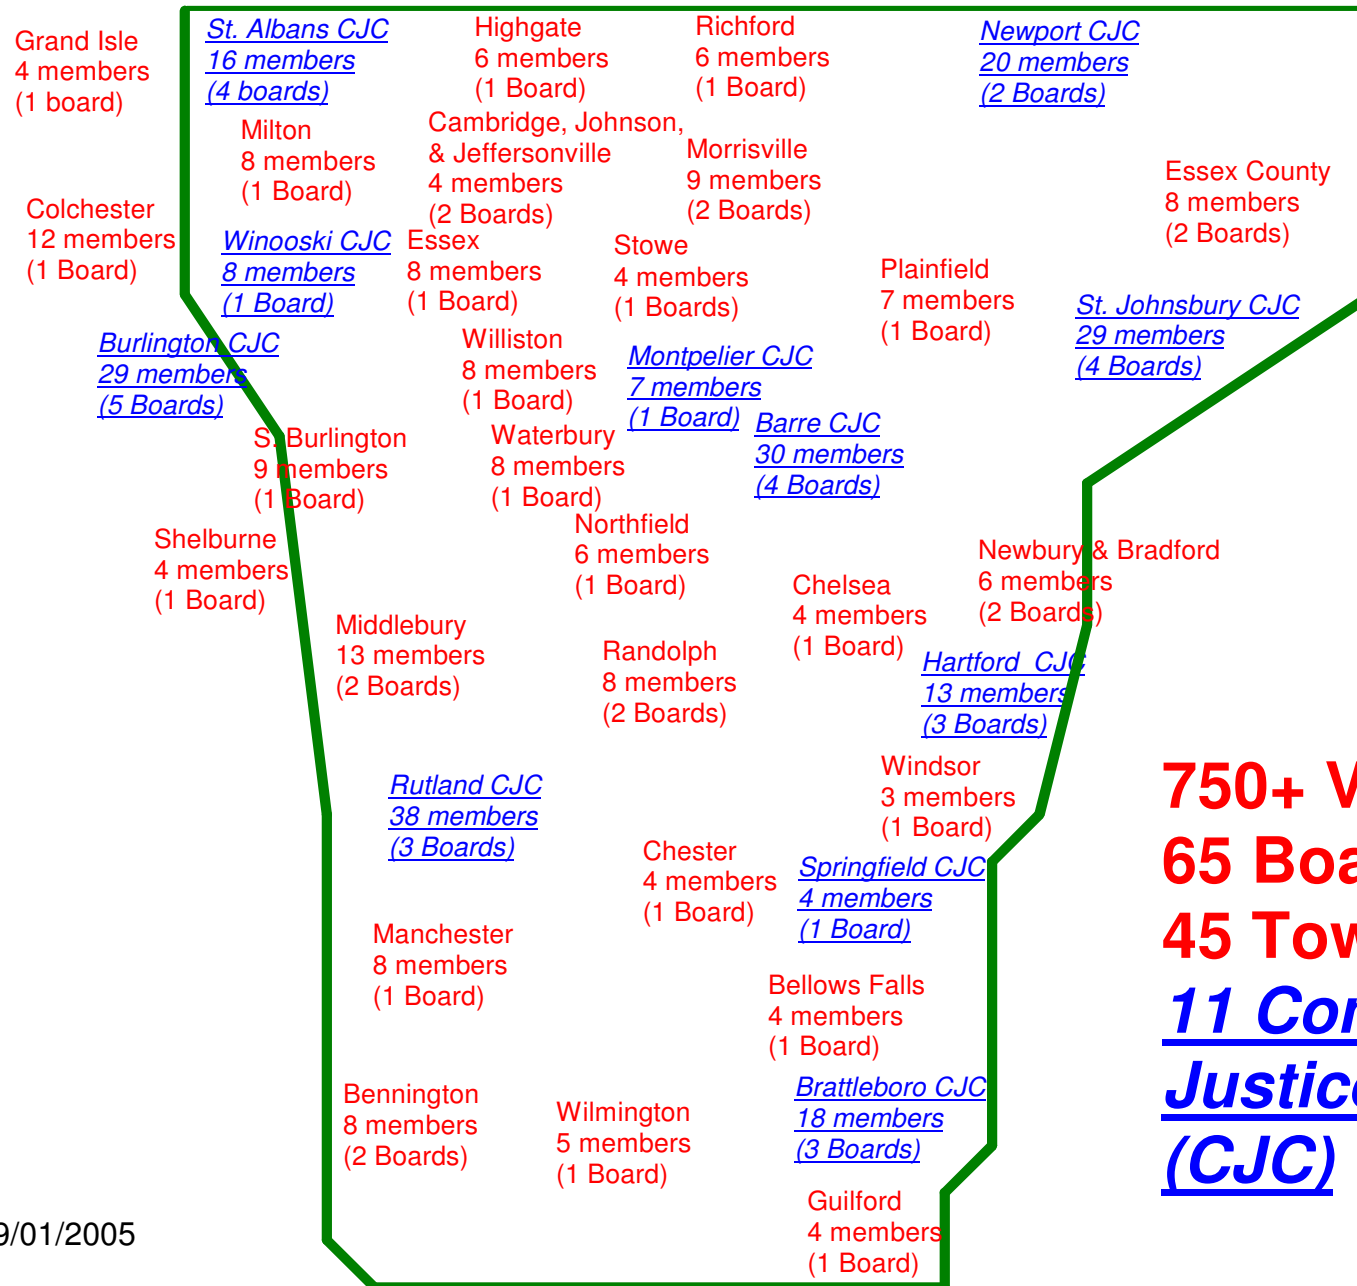 Grand Isle
4 members
(1 board)
St. Albans CJC
16 members
(4 boards)
Highgate
6 members
(1 Board)
Richford
6 members
(1 Board)
Newport CJC
20 members
(2 Boards)
Milton
8 members
(1 Board)
Cambridge, Johnson,
& Jeffersonville
4 members
(2 Boards)
Morrisville
9 members
(2 Boards)
Essex County
8 members
(2 Boards)
Colchester
12 members
(1 Board)
Winooski CJC
8 members
(1 Board)
Essex
8 members
(1 Board)
Stowe
4 members
(1 Boards)
Plainfield
7 members
(1 Board)
St. Johnsbury CJC
29 members
(4 Boards)
Burlington CJC
29 members
(5 Boards)
Williston
8 members
(1 Board)
Montpelier CJC
7 members
(1 Board)
Barre CJC
30 members
(4 Boards)
S. Burlington
9 members
(1 Board)
Waterbury
8 members
(1 Board)
Northfield
6 members
(1 Board)
Shelburne
4 members
(1 Board)
Newbury & Bradford
6 members
(2 Boards)
Chelsea
4 members
(1 Board)
Middlebury
13 members
(2 Boards)
Randolph
8 members
(2 Boards)
Hartford  CJC
13 members
(3 Boards)
Windsor
3 members
(1 Board)
Rutland CJC
38 members
(3 Boards)
Chester
4 members
(1 Board)
Springfield CJC
4 members
(1 Board)
Manchester
8 members
(1 Board)
Bellows Falls
4 members
(1 Board)
Bennington
8 members
(2 Boards)
Wilmington
5 members
(1 Board)
Brattleboro CJC
18 members
(3 Boards)
Guilford
4 members
(1 Board)
750+ V
65 Boa
45 Tow
11 Co
Justic
(CJC)
9/01/2005